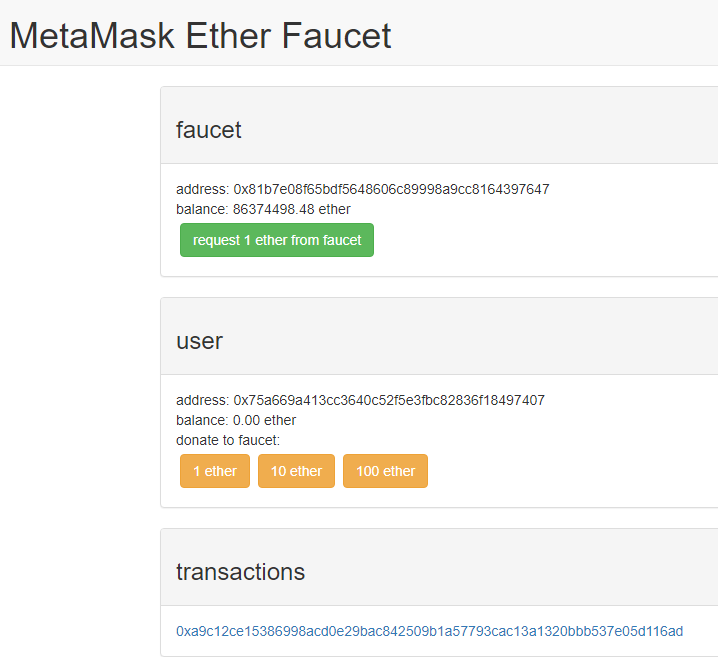 MetaMask Ether Faucet
faucet
address: 0x81b7e08f65bdf5648606c89998a9cc8164397647
balance: 86374498.48 ether
request 1 ether from faucet
user
address: 0x75a669a413cc3640c52f5e3fbc82836f18497407
balance: 0.00 ether
donate to faucet:
1 ether 10 ether 100 ether
transactions
0xa9c12ce15386998acd0e29bac842509b1a57793cac13a1320bbb537e05d116ad